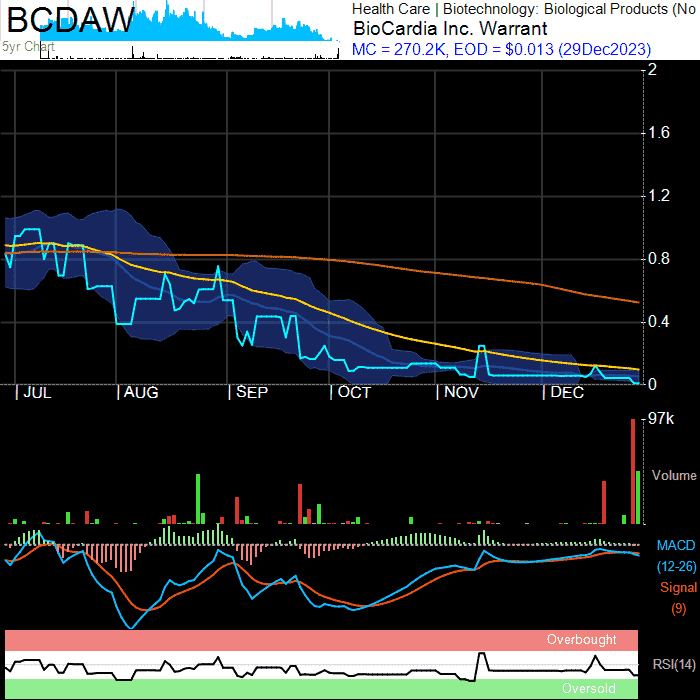 BCDAW
5yr Chart
Health Care | Biotechnology: Biological Products (No
BioCardia Inc. Warrant
MC = 270.2K, EOD = $0.013 (29Dec2023)
2
1.6
1.2
0.8
0.4
0
JUL AUG SEP OCT NOV DEC
97k
Volume
MACD
(12-26)
Signal
(9)
Overbought
RSI(14)
Oversold